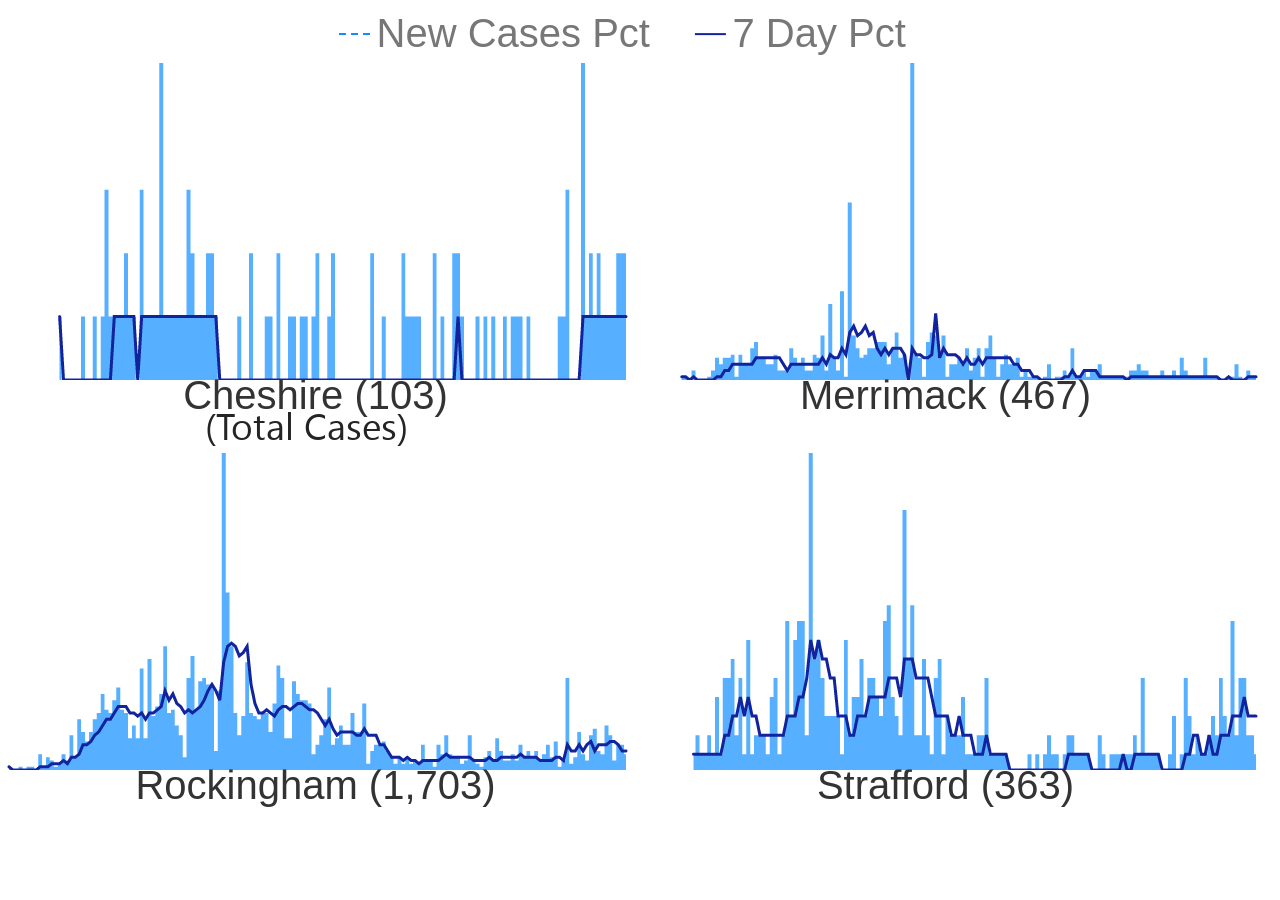 New Cases Pct 7 Day Pct
Cheshire (103) Merrimack (467)
(Total Cases)
Rockingham (1,703) Strafford (363)